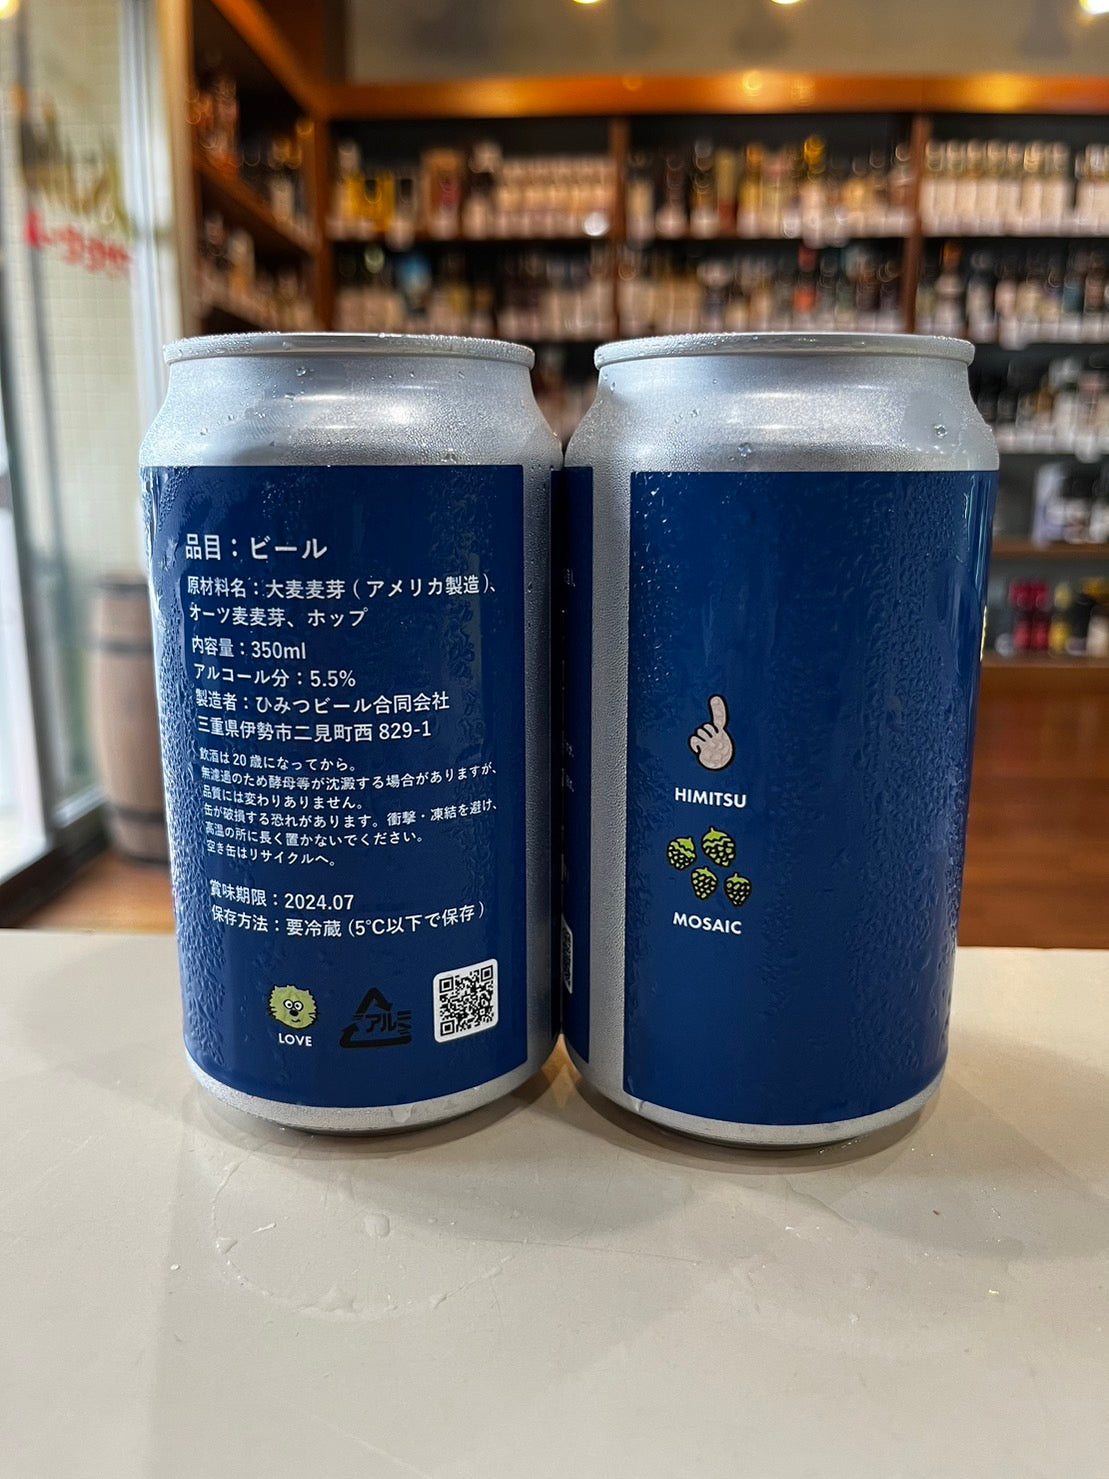 品目：ビール
原材料名：大麦麦芽（アメリカ製造）、
オーツ麦麦芽、ホップ
内容量：350ml
アルコール分：5.5%
製造者：ひみつビール合同会社
三重県伊勢市二見町西 829-1
飲酒は 20 歳になってから。
無濾過のため酵母等が沈澱する場合がありますが、
品質には変わりありません。
缶が破損する恐れがあります。衝撃・凍結を避け、
高温の所に長く置かないでください。
空き缶はリサイクルへ。
賞味期限：2024.07
保存方法：要冷蔵（5℃以下で保存）
LOVE
アルミ
HIMITSU
MOSAIC